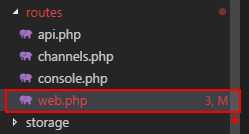 routes
api.php
channels.php
console.php
web.php 3, M
storage